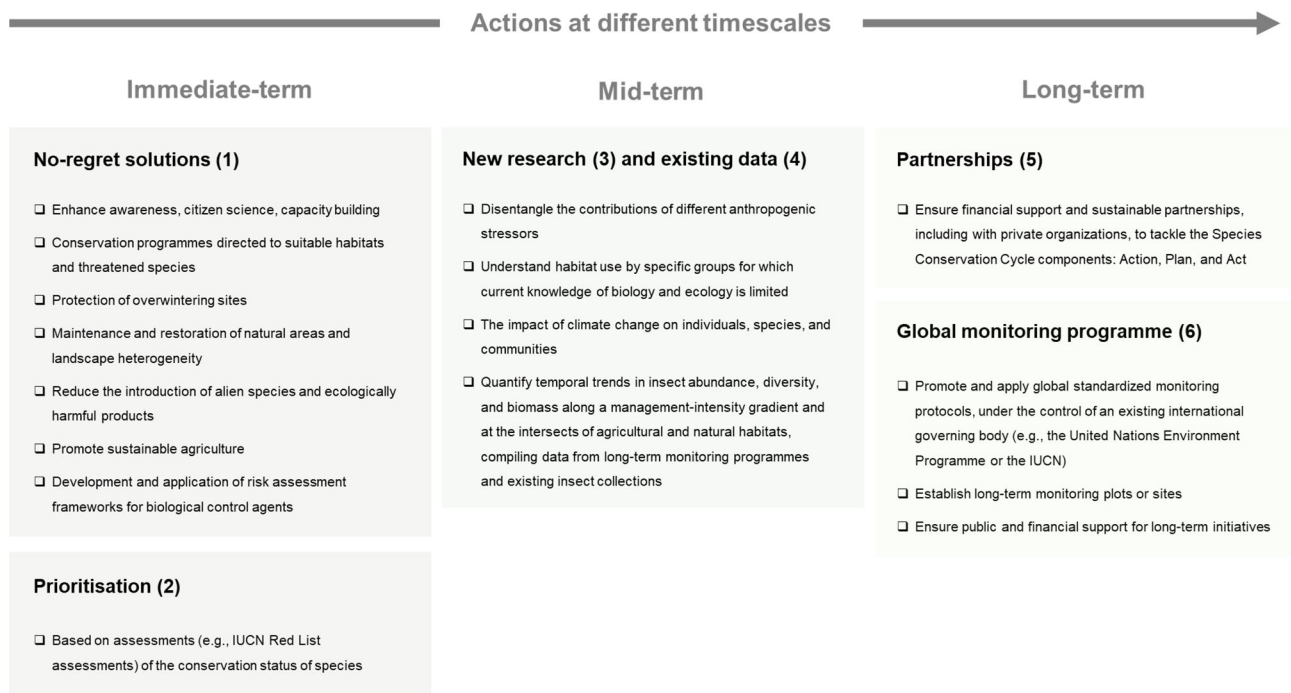 Actions at different timescales
Immediate-term
Mid-term
Long-term
No-regret solutions (1)
❑ Enhance awareness, citizen science, capacity building
❑ Conservation programmes directed to suitable habitats
and threatened species
❑ Protection of overwintering sites
❑ Maintenance and restoration of natural areas and
landscape heterogeneity
❑ Reduce the introduction of alien species and ecologically
harmful products
❑ Promote sustainable agriculture
❑ Development and application of risk assessment
frameworks for biological control agents
Prioritisation (2)
❑ Based on assessments (e.g., IUCN Red List
assessments) of the conservation status of species
New research (3) and existing data (4)
❑ Disentangle the contributions of different anthropogenic
stressors
❑ Understand habitat use by specific groups for which
current knowledge of biology and ecology is limited
❑ The impact of climate change on individuals, species, and
communities
❑ Quantify temporal trends in insect abundance, diversity,
and biomass along a management-intensity gradient and
at the intersects of agricultural and natural habitats,
compiling data from long-term monitoring programmes
and existing insect collections
Partnerships (5)
❑ Ensure financial support and sustainable partnerships,
including with private organizations, to tackle the Species
Conservation Cycle components: Action, Plan, and Act
Global monitoring programme (6)
❑ Promote and apply global standardized monitoring
protocols, under the control of an existing international
governing body (e.g., the United Nations Environment
Programme or the IUCN)
❑ Establish long-term monitoring plots or sites
❑ Ensure public and financial support for long-term initiatives